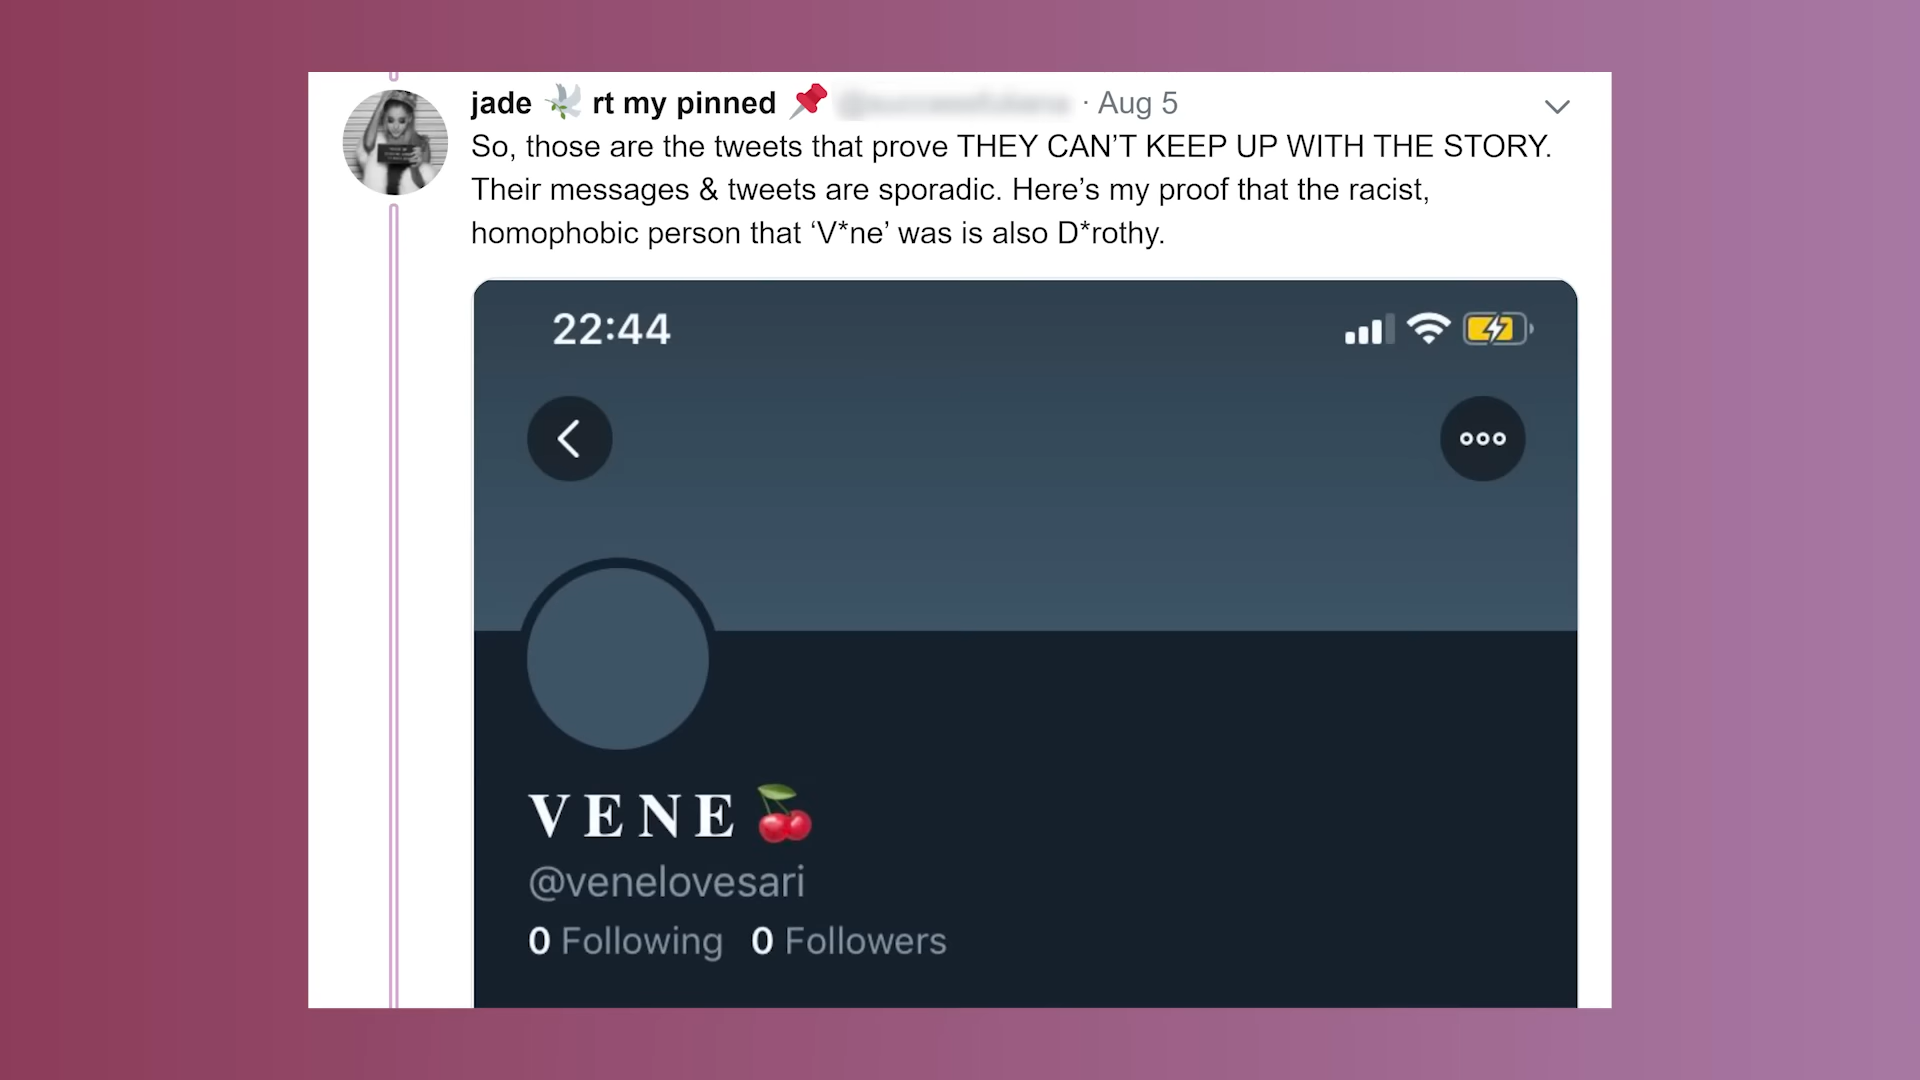 jade 🕊 rt my pinned 📌 · Aug 5
So, those are the tweets that prove THEY CAN’T KEEP UP WITH THE STORY.
Their messages & tweets are sporadic. Here’s my proof that the racist,
homophobic person that ‘V*ne’ was is also D*rothy.
22:44
VENE 🍒
@venelovesari
0 Following 0 Followers